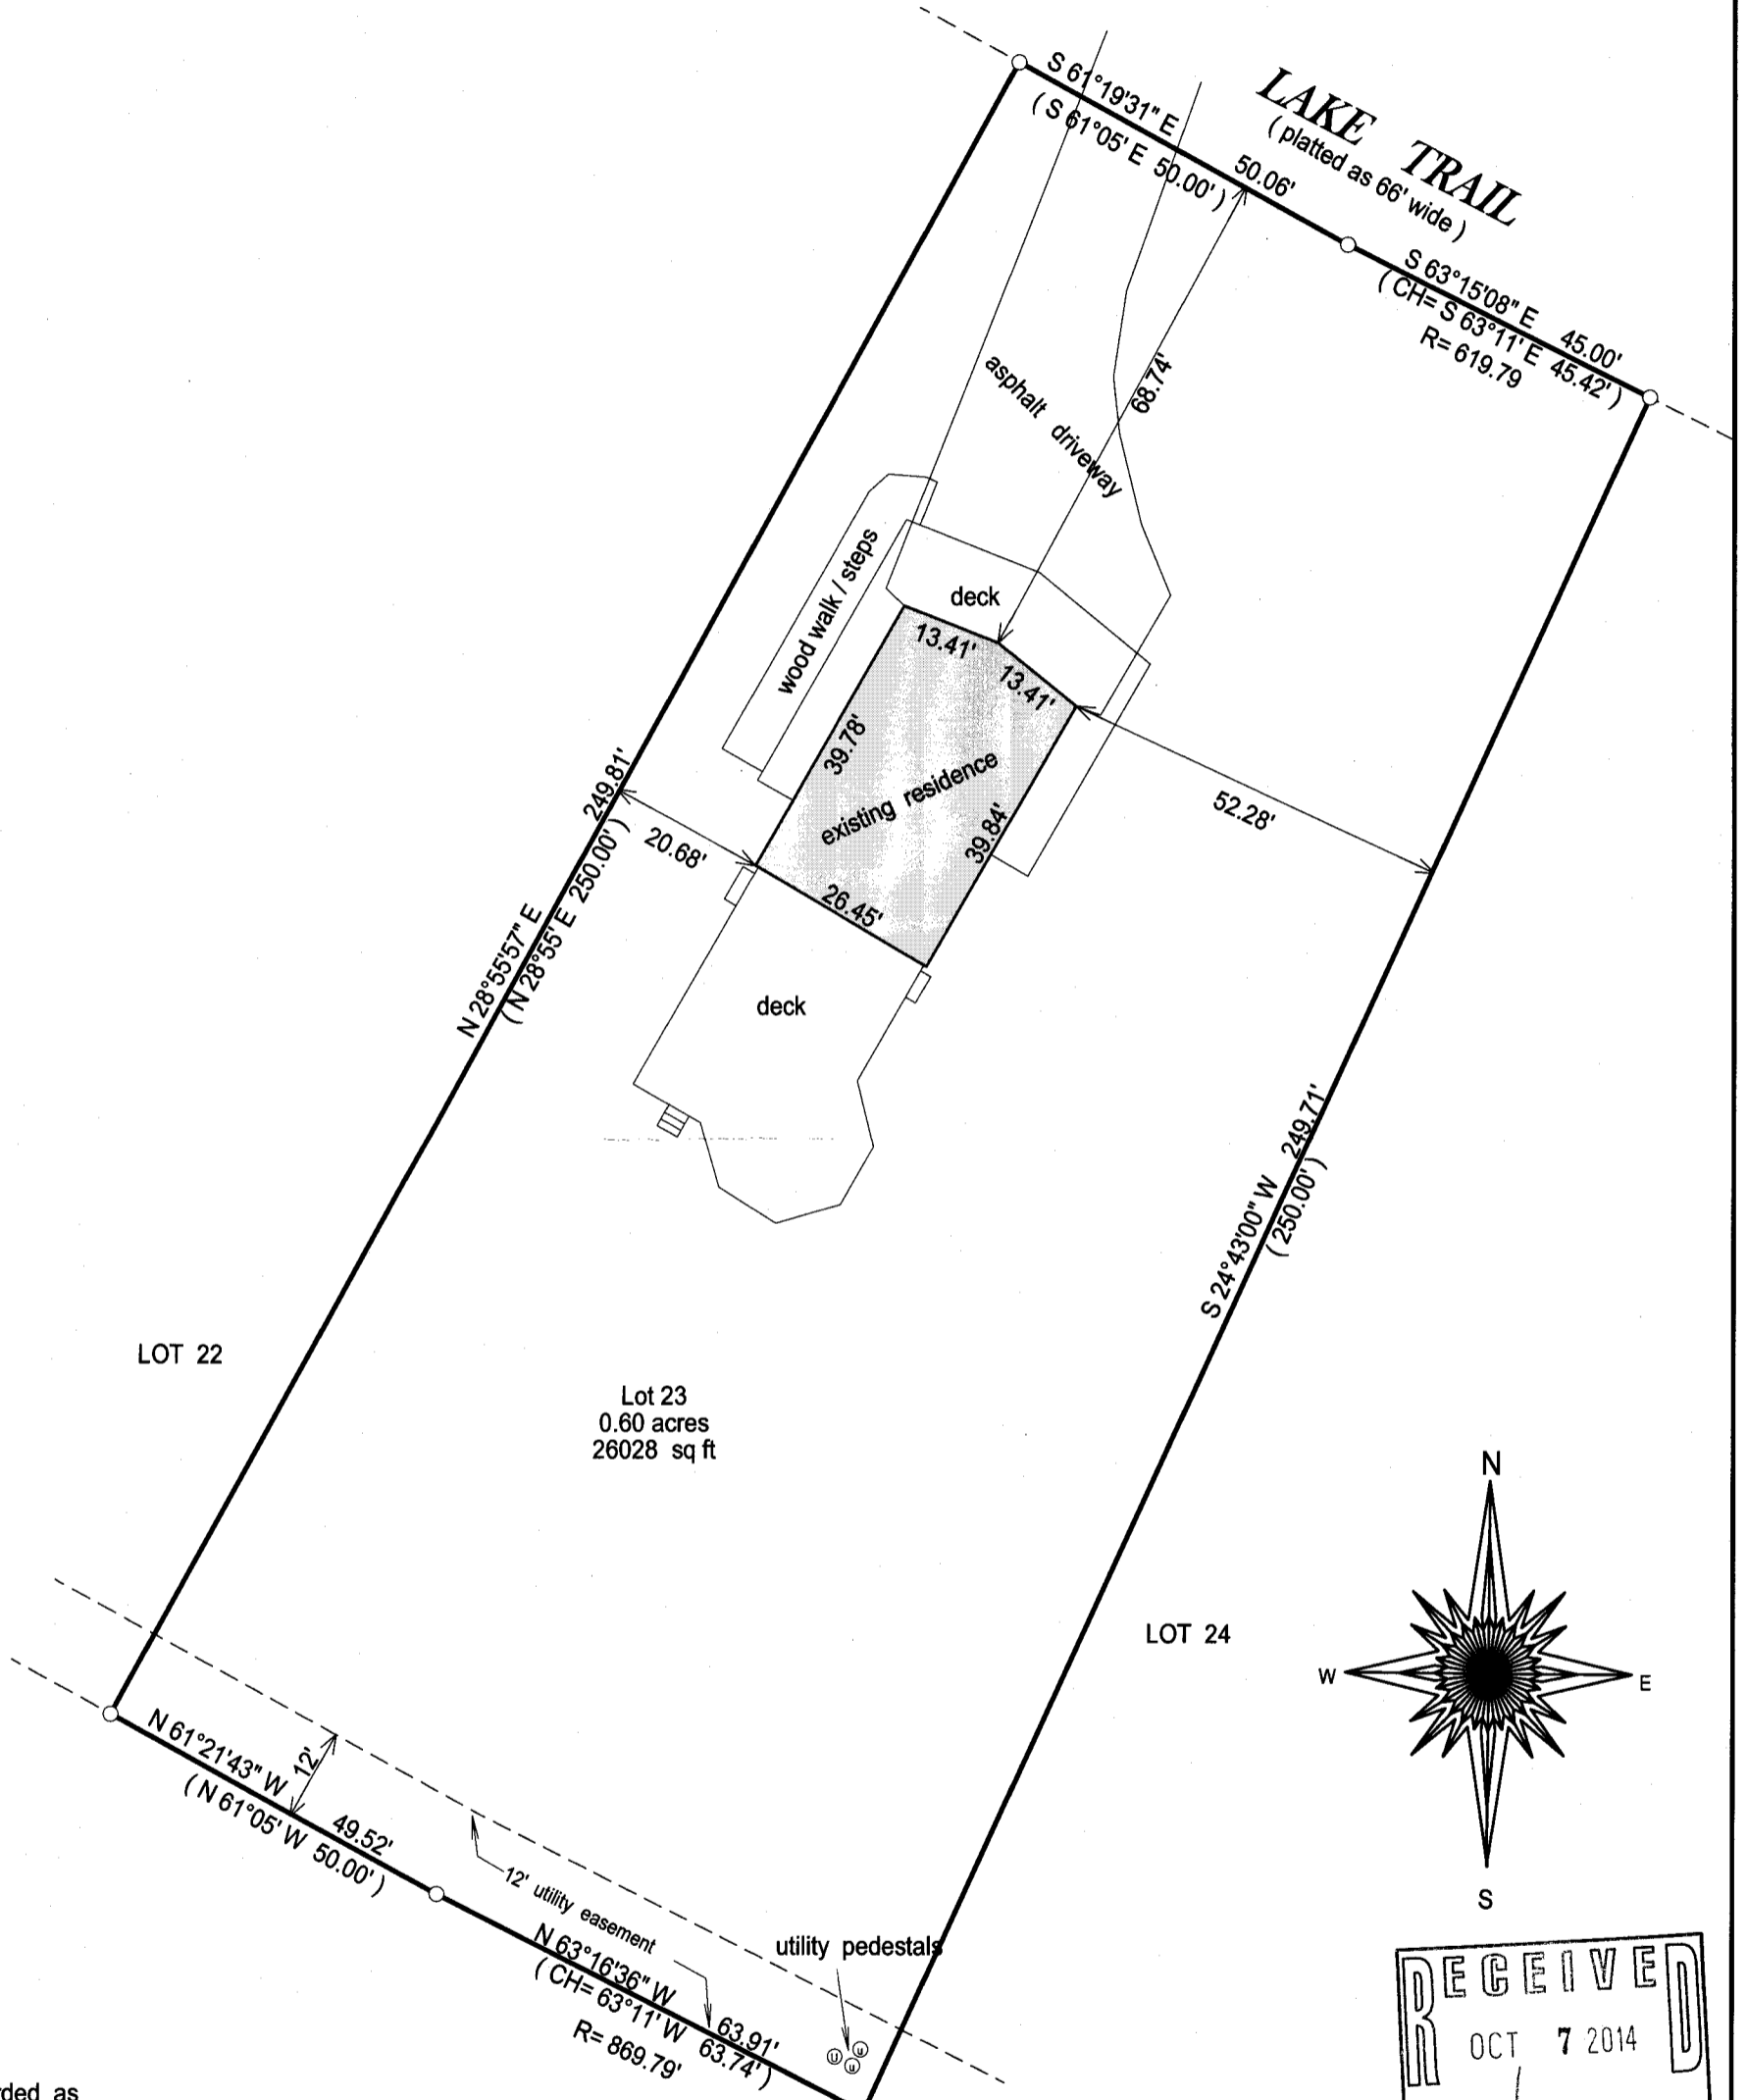 S 61°19'31" E 50.06'
( S 61°05' E 50.00' )
LAKE TRAIL
( platted as 66' wide )
S 63°15'08" E 45.00'
( CH= S 63°11' E 45.42' )
R= 619.79
68.74'
asphalt driveway
wood walk / steps
deck
13.41'
13.41'
39.78'
existing residence
39.84'
26.45'
52.28'
20.68'
N 28°55'57" E 249.81'
( N 28°55' E 250.00' )
deck
S 24°43'00" W 249.71'
( 250.00' )
LOT 22
Lot 23
0.60 acres
26028 sq ft
LOT 24
N
W
E
S
N 61°21'43" W 49.52'
( N 61°05' W 50.00' )
12'
12' utility easement
N 63°16'36" W 63.91'
( CH= 63°11' W 63.74' )
R= 869.79'
utility pedestals
U
u
u
RECEIVED
OCT 7 2014
as